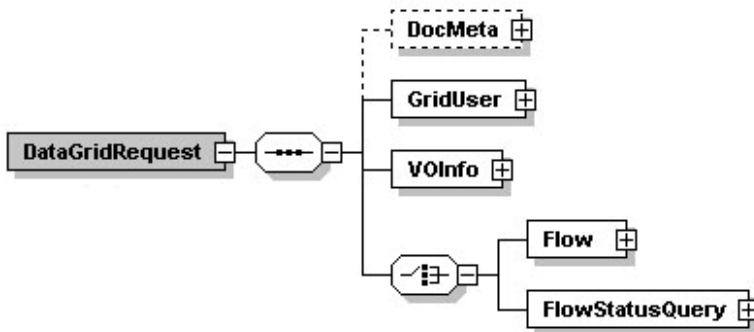 DocMeta
GridUser
DataGridRequest
VOInfo
Flow
FlowStatusQuery